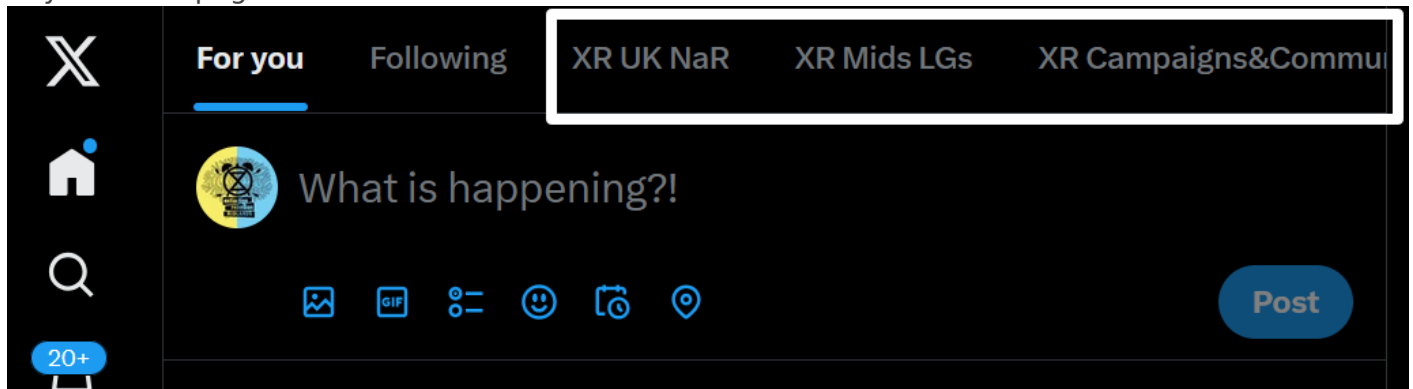 For you Following XR UK NaR XR Mids LGs XR Campaigns&Commu
What is happening?!
GIF
Post
20+